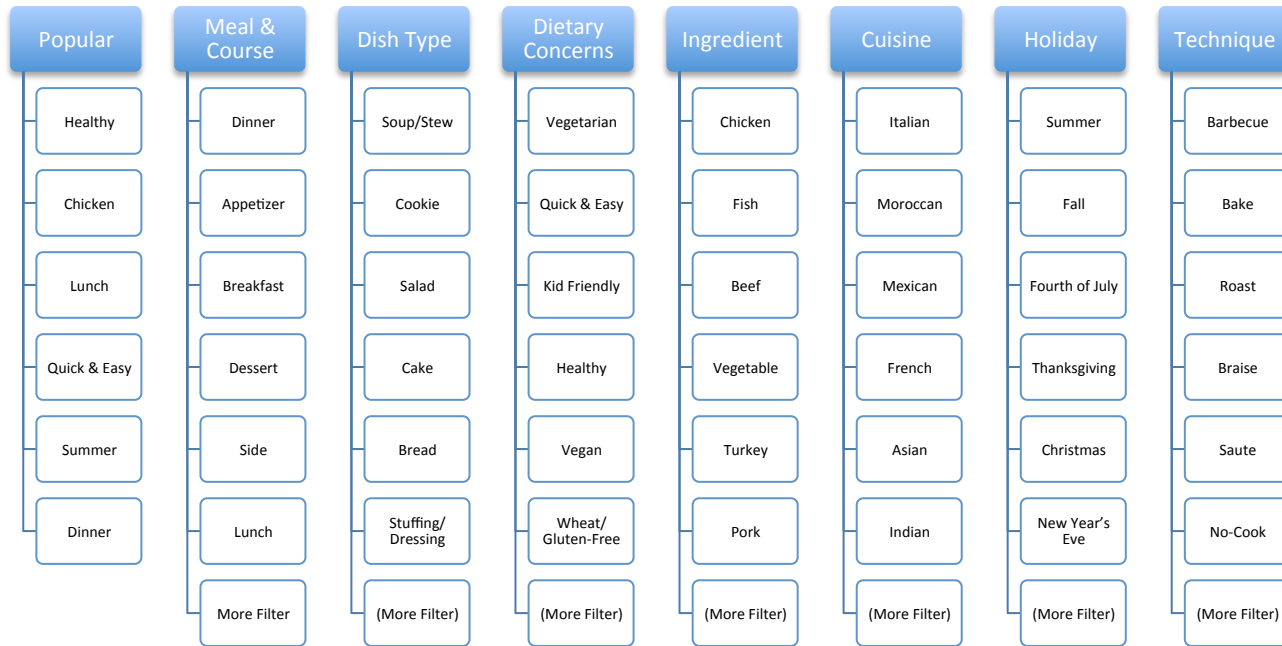 Popular
Healthy
Chicken
Lunch
Quick & Easy
Summer
Dinner
Meal &
Course
Dinner
Appetizer
Breakfast
Dessert
Side
Lunch
More Filter
Dish Type
Soup/Stew
Cookie
Salad
Cake
Bread
Stuffing/
Dressing
(More Filter)
Dietary
Concerns
Vegetarian
Quick & Easy
Kid Friendly
Healthy
Vegan
Wheat/
Gluten-Free
(More Filter)
Ingredient
Chicken
Fish
Beef
Vegetable
Turkey
Pork
(More Filter)
Cuisine
Italian
Moroccan
Mexican
French
Asian
Indian
(More Filter)
Holiday
Summer
Fall
Fourth of July
Thanksgiving
Christmas
New Year’s
Eve
(More Filter)
Technique
Barbecue
Bake
Roast
Braise
Saute
No-Cook
(More Filter)